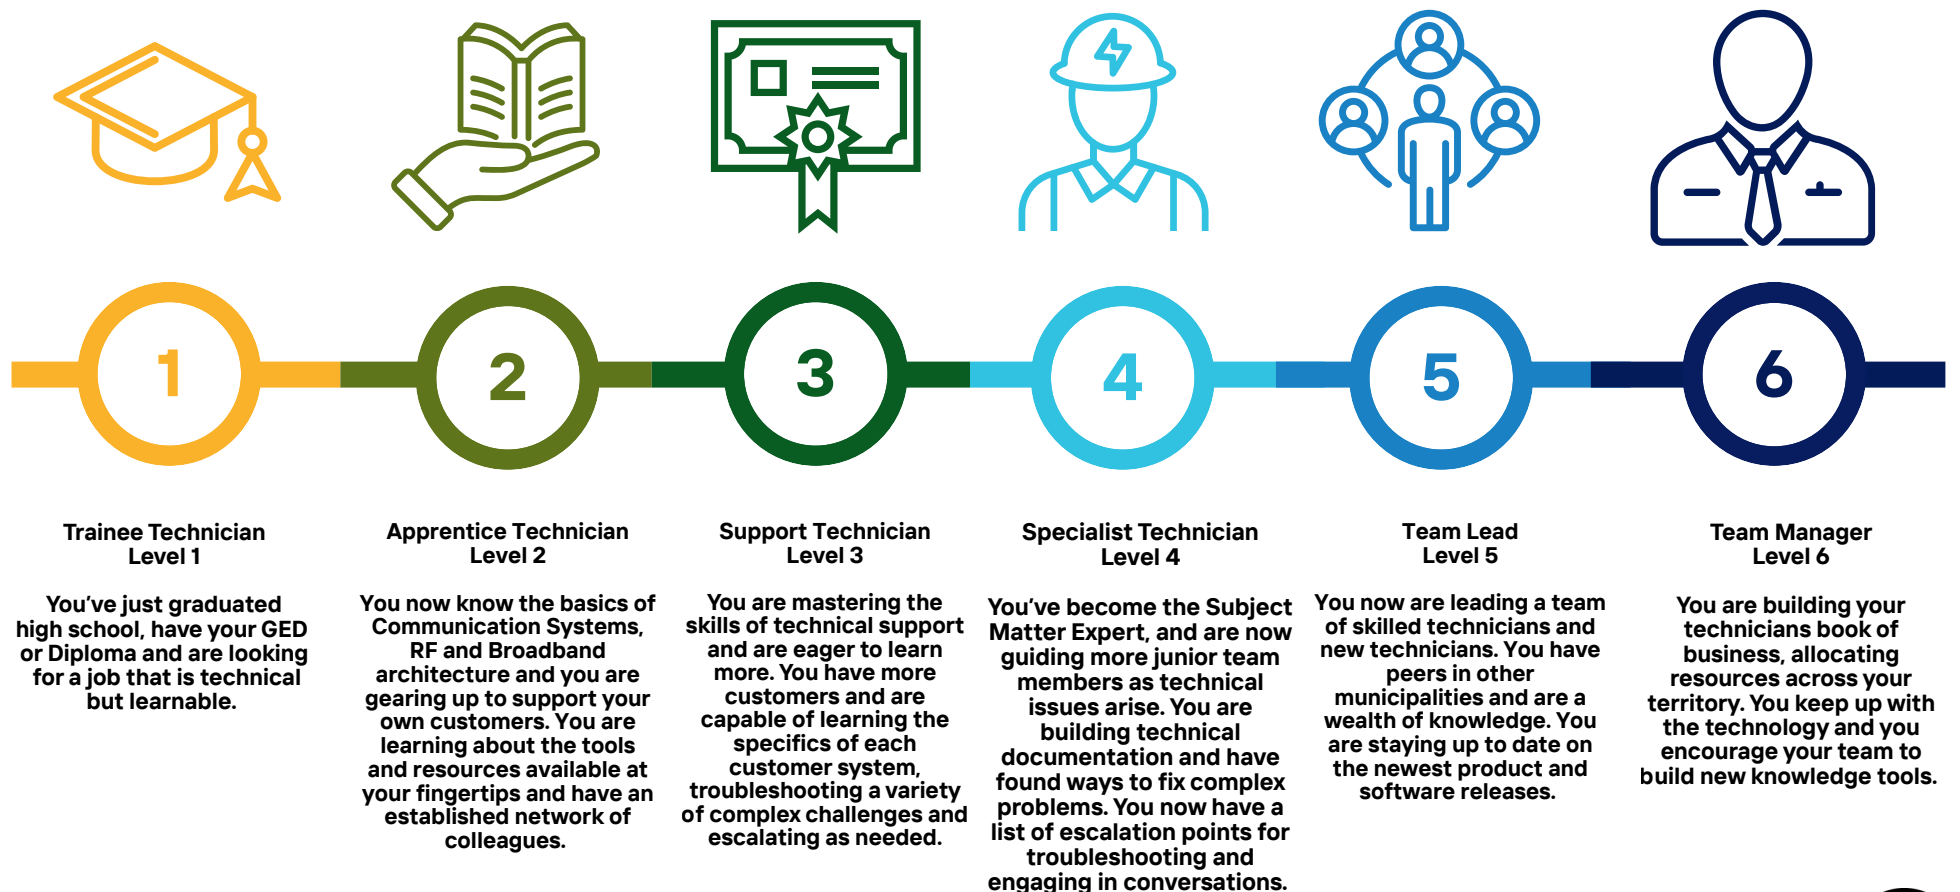 1
2
3
4
5
6
Trainee Technician
Level 1
You've just graduated
high school, have your GED
or Diploma and are looking
for a job that is technical
but learnable.
Apprentice Technician
Level 2
You now know the basics of
Communication Systems,
RF and Broadband
architecture and you are
gearing up to support your
own customers. You are
learning about the tools
and resources available at
your fingertips and have an
established network of
colleagues.
Support Technician
Level 3
You are mastering the
skills of technical support
and are eager to learn
more. You have more
customers and are
capable of learning the
specifics of each
customer system,
troubleshooting a variety
of complex challenges and
escalating as needed.
Specialist Technician
Level 4
You've become the Subject
Matter Expert, and are now
guiding more junior team
members as technical
issues arise. You are
building technical
documentation and have
found ways to fix complex
problems. You now have a
list of escalation points for
troubleshooting and
engaging in conversations.
Team Lead
Level 5
You now are leading a team
of skilled technicians and
new technicians. You have
peers in other
municipalities and are a
wealth of knowledge. You
are staying up to date on
the newest product and
software releases.
Team Manager
Level 6
You are building your
technicians book of
business, allocating
resources across your
territory. You keep up with
the technology and you
encourage your team to
build new knowledge tools.